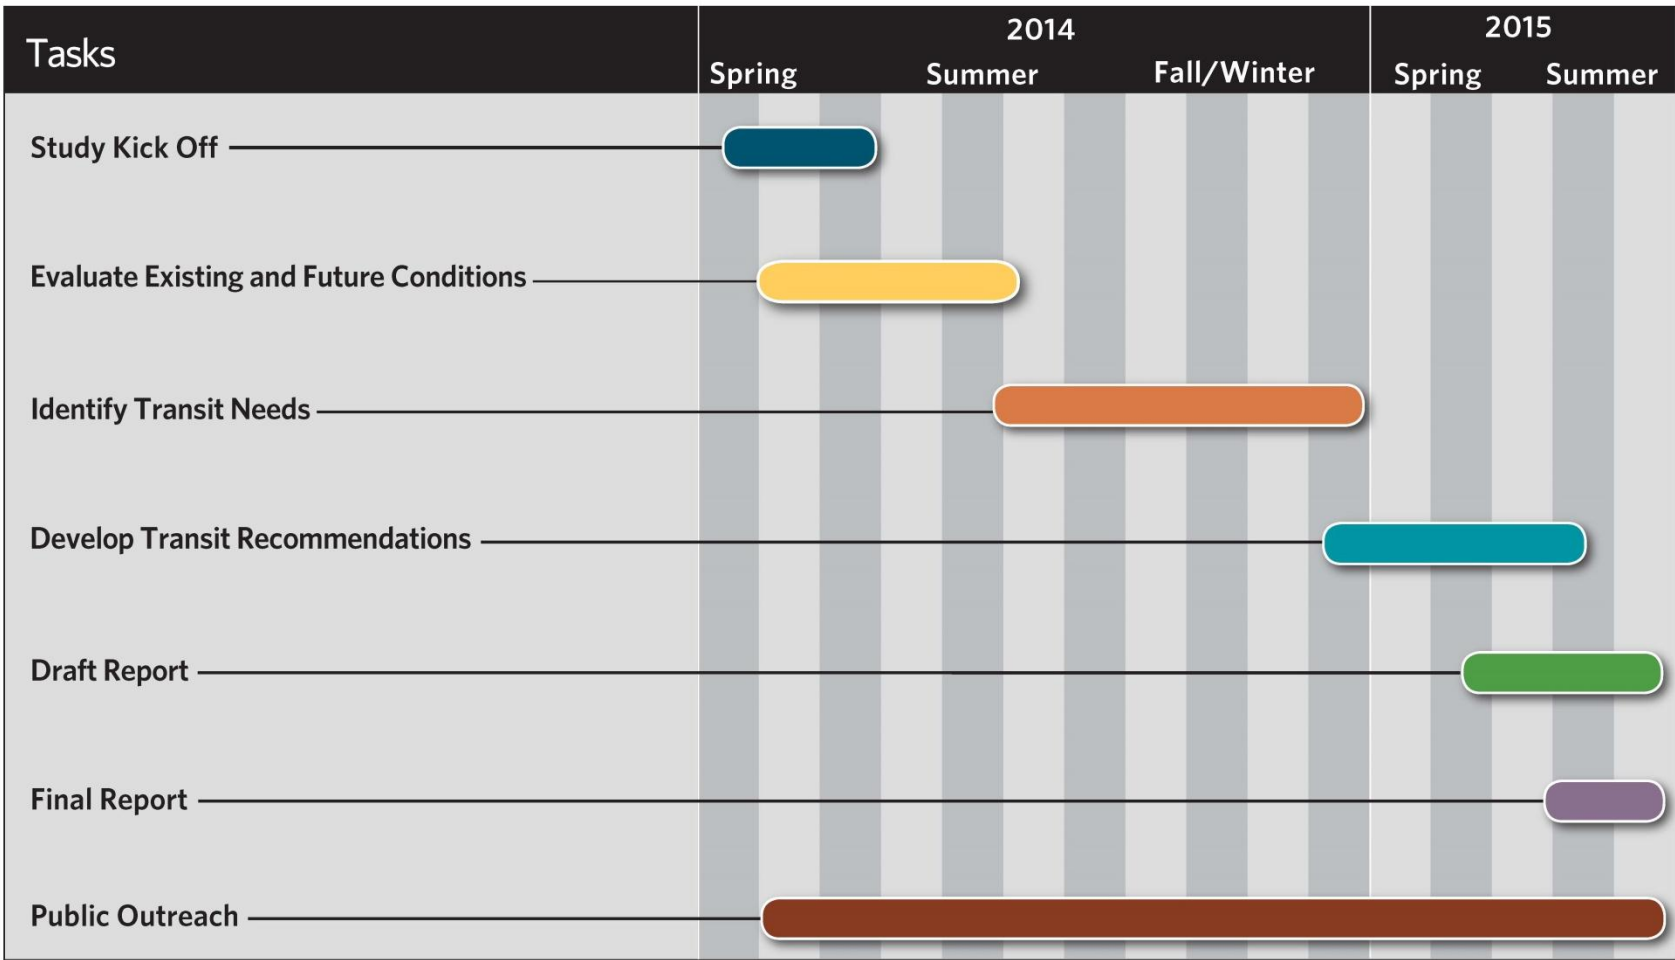 Tasks
2014
2015
Spring
Summer
Fall/Winter
Spring
Summer
Study Kick Off
Evaluate Existing and Future Conditions
Identify Transit Needs
Develop Transit Recommendations
Draft Report
Final Report
Public Outreach